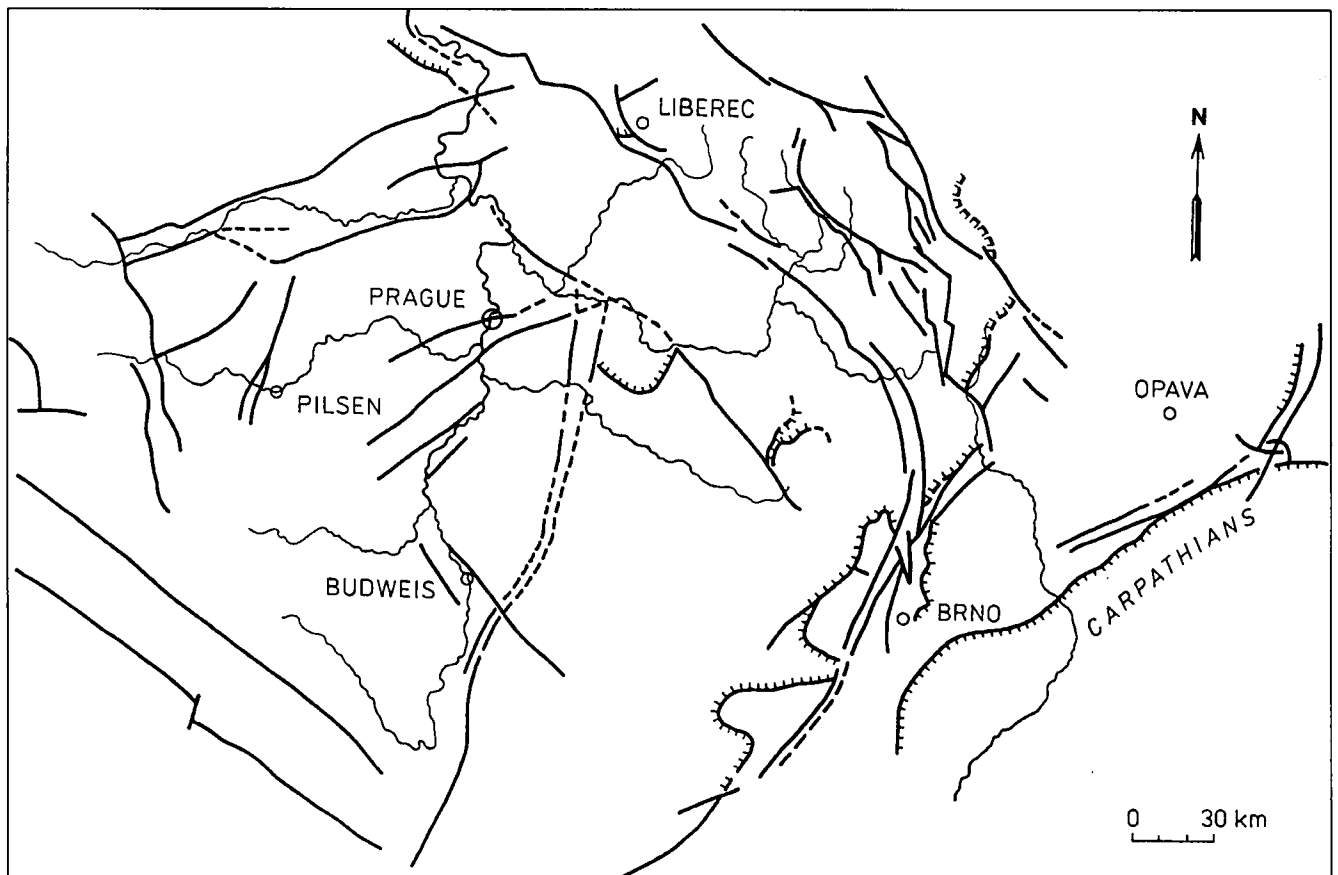 LIBEREC
N
PRAGUE
PILSEN
OPAVA
BUDWEIS
BRNO
CARPATHIANS
0 30 km